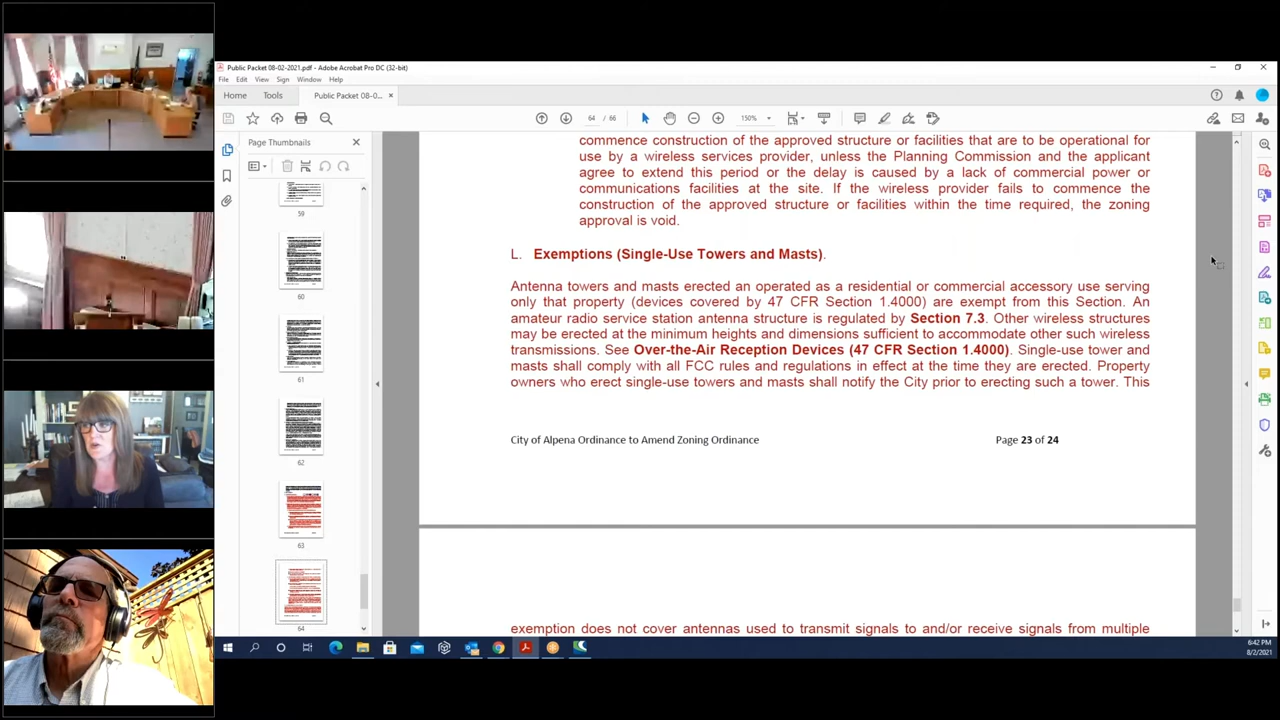 Public Packet 08-02-2021.pdf - Adobe Acrobat Pro DC (32-bit)
File Edit View Sign Window Help
Home Tools Public Packet 08-0... ×
64 / 66 150%
Page Thumbnails
59
60
61
62
63
64
commence construction of the approved structure or facilities that are to be operational for
use by a wireless services provider, unless the Planning Commission and the applicant
agree to extend this period or the delay is caused by a lack of commercial power or
communications facilities to the site. If the wireless provider fails to commence the
construction of the approved structure or facilities within the time required, the zoning
approval is void.
L. Exemptions (Single-Use Towers and Masts).
Antenna towers and masts erected an operated as a residential or commercial accessory use serving
only that property (devices covered by 47 CFR Section 1.4000) are exempt from this Section. An
amateur radio service station antenna structure is regulated by Section 7.3. Other wireless structures
may be erected at the minimum heights and dimensions sufficient to accommodate other such wireless
transmissions. See Over-the-Air Reception Devices (47 CFR Section 1.4000). Single-use tower and
masts shall comply with all FCC rules and regulations in effect at the time they are erected. Property
owners who erect single-use towers and masts shall notify the City prior to erecting such a tower. This
City of Alpena Ordinance to Amend Zoning Ordinance Page 23 of 24
exemption does not cover antennas used to transmit signals to and/or receive signals from multiple
6:42 PM
8/2/2021